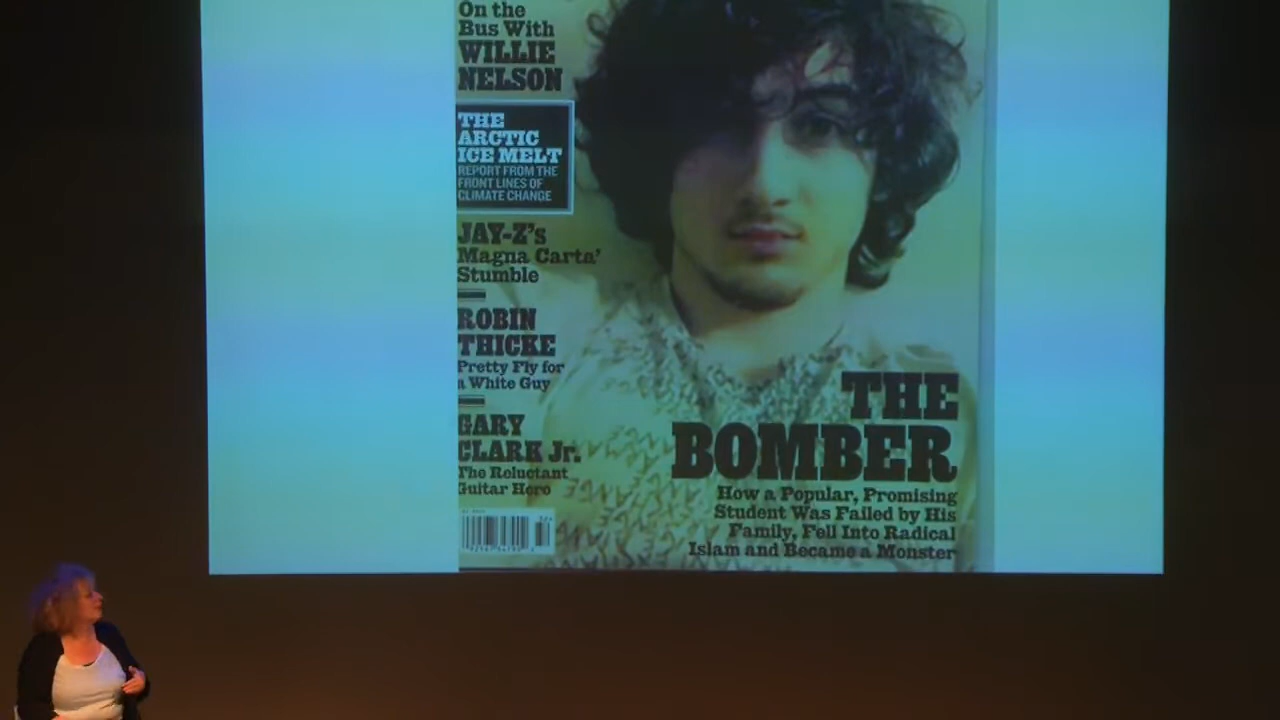 On the
Bus With
WILLIE
NELSON
THE
ARCTIC
ICE MELT
REPORT FROM THE
FRONT LINES OF
CLIMATE CHANGE
JAY-Z's
Magna Carta'
Stumble
ROBIN
THICKE
Pretty Fly for
a White Guy
GARY
CLARK Jr.
The Reluctant
Guitar Hero
THE
BOMBER
How a Popular, Promising
Student Was Failed by His
Family, Fell Into Radical
Islam and Became a Monster